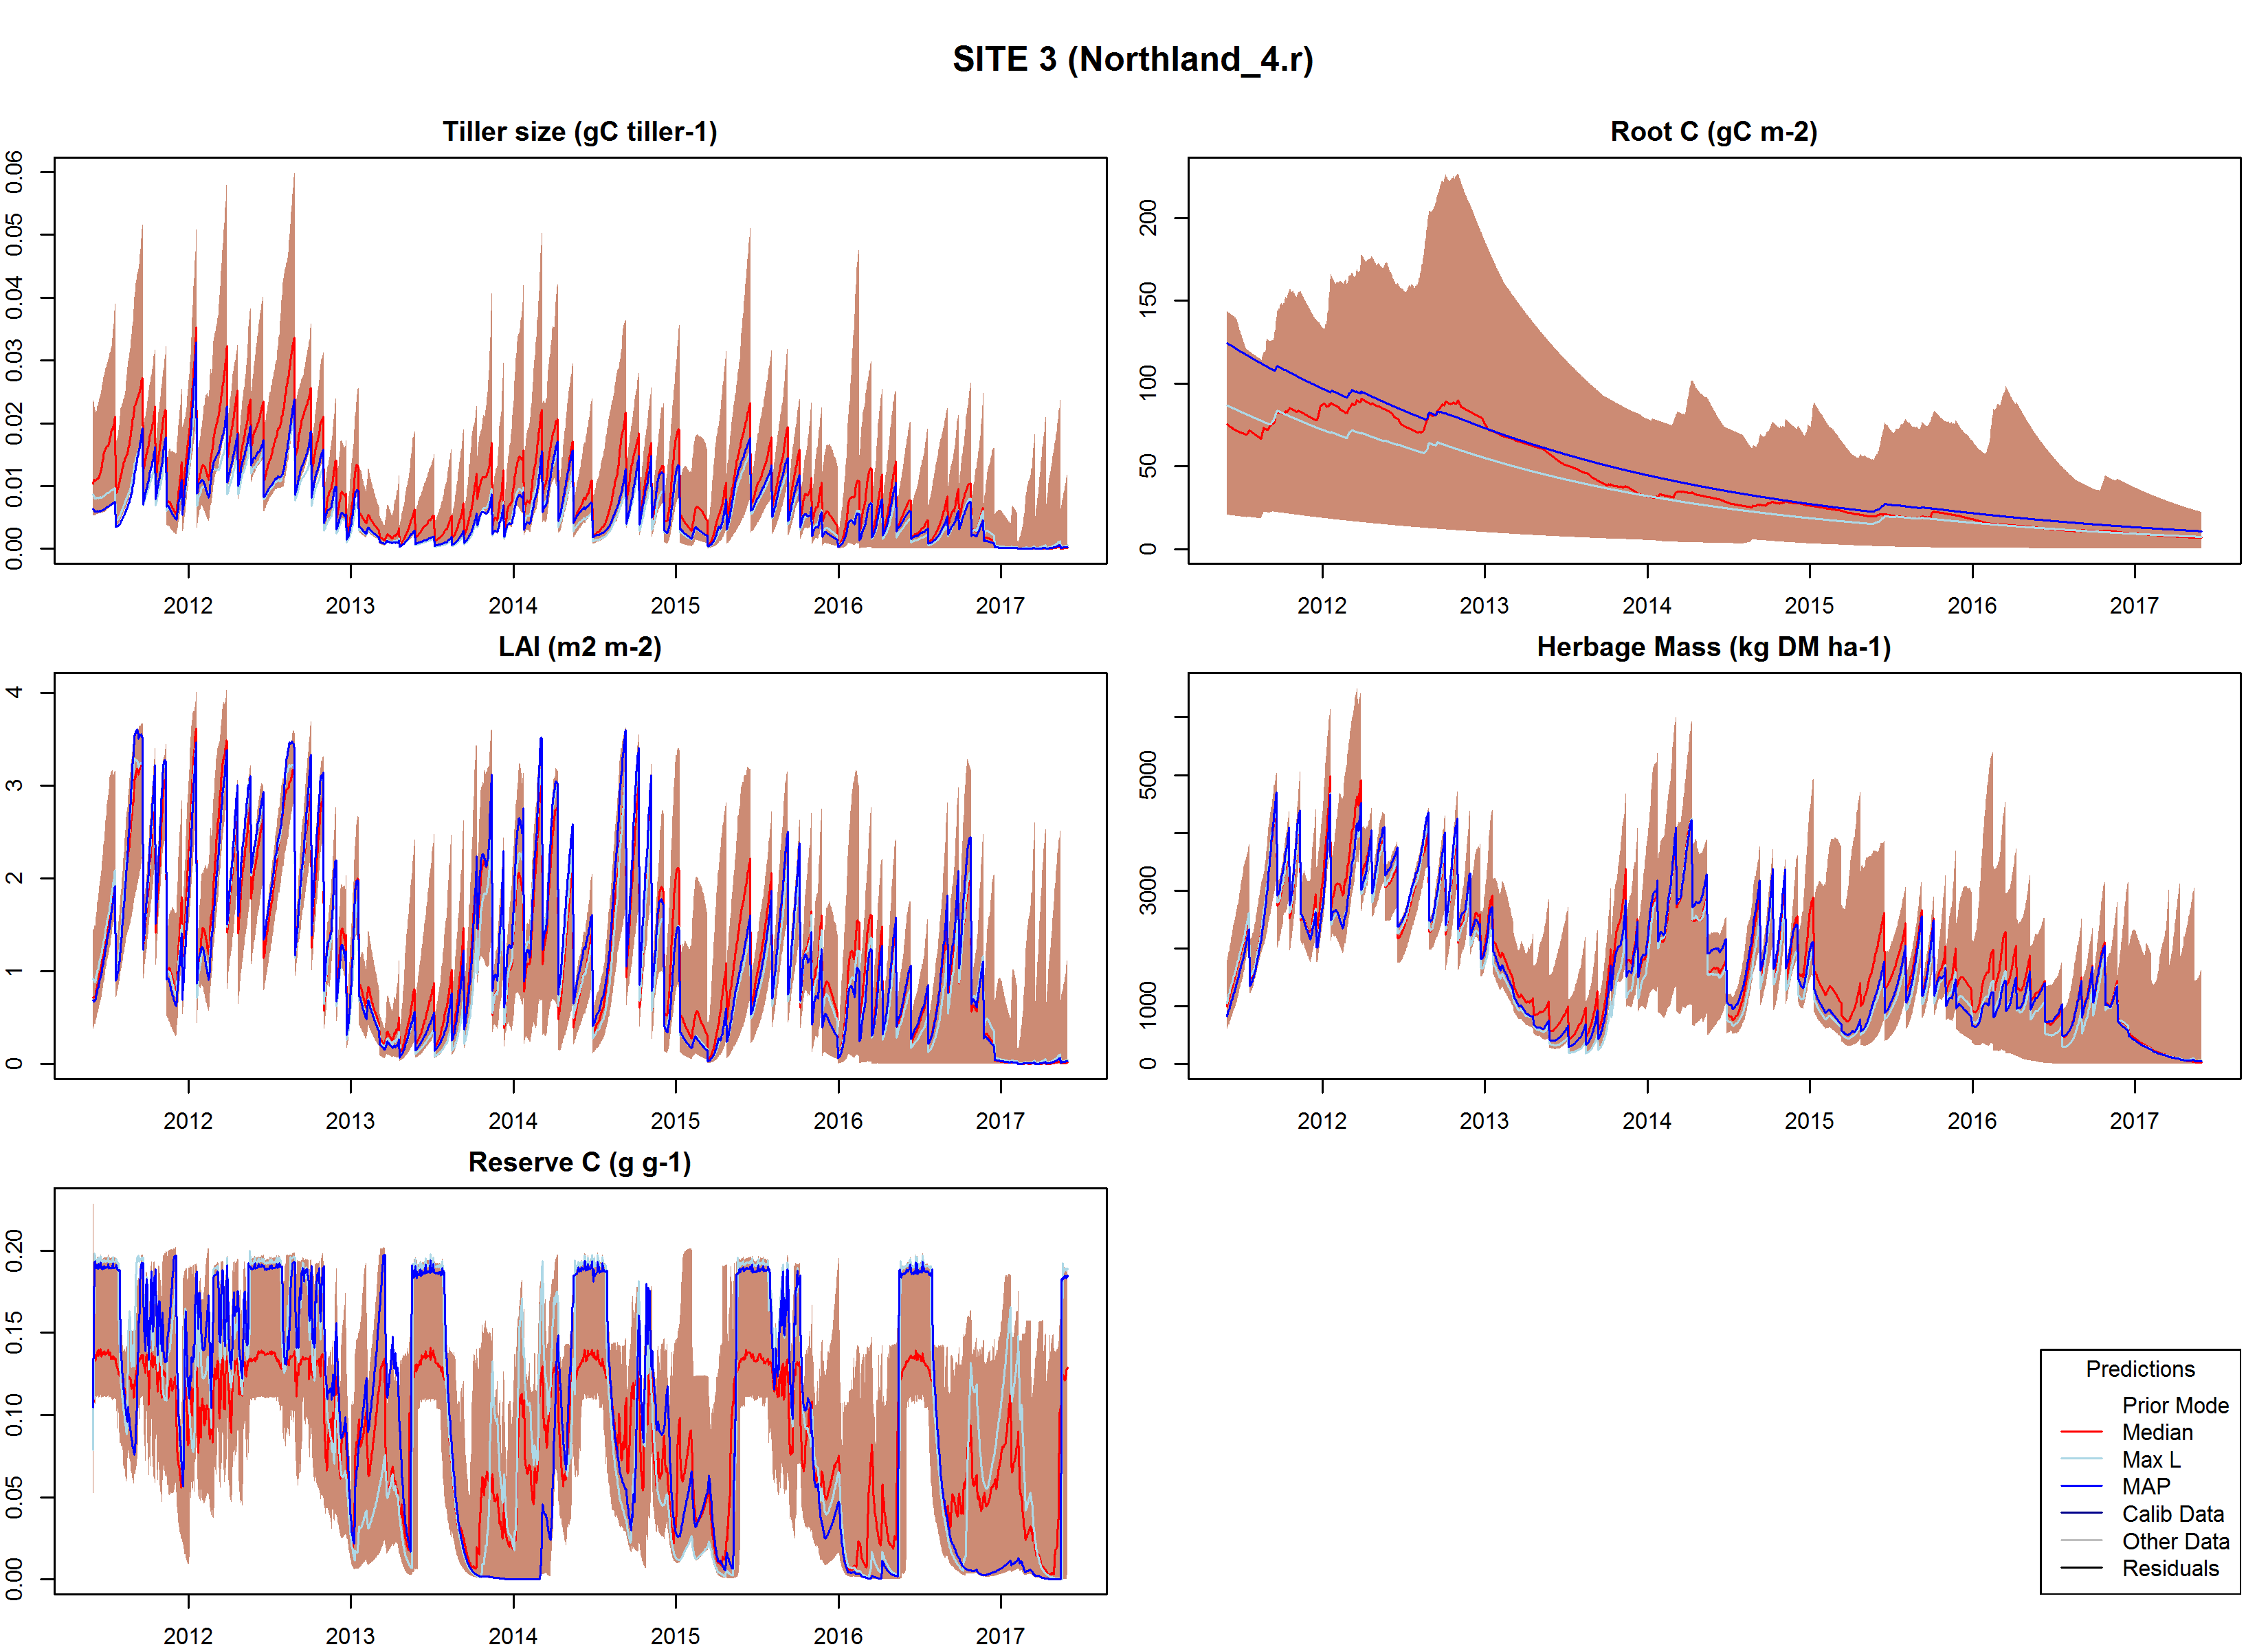 SITE 3 (Northland_4.r)
Tiller size (gC tiller-1)
0.06
0.05
0.04
0.03
0.02
0.01
0.00
2012 2013 2014 2015 2016 2017
Root C (gC m-2)
200
150
100
50
0
2012 2013 2014 2015 2016 2017
LAI (m2 m-2)
4
3
2
1
0
2012 2013 2014 2015 2016 2017
Herbage Mass (kg DM ha-1)
5000
3000
1000
0
2012 2013 2014 2015 2016 2017
Reserve C (g g-1)
0.20
0.15
0.10
0.05
0.00
2012 2013 2014 2015 2016 2017
Predictions
Prior Mode
Median
Max L
MAP
Calib Data
Other Data
Residuals